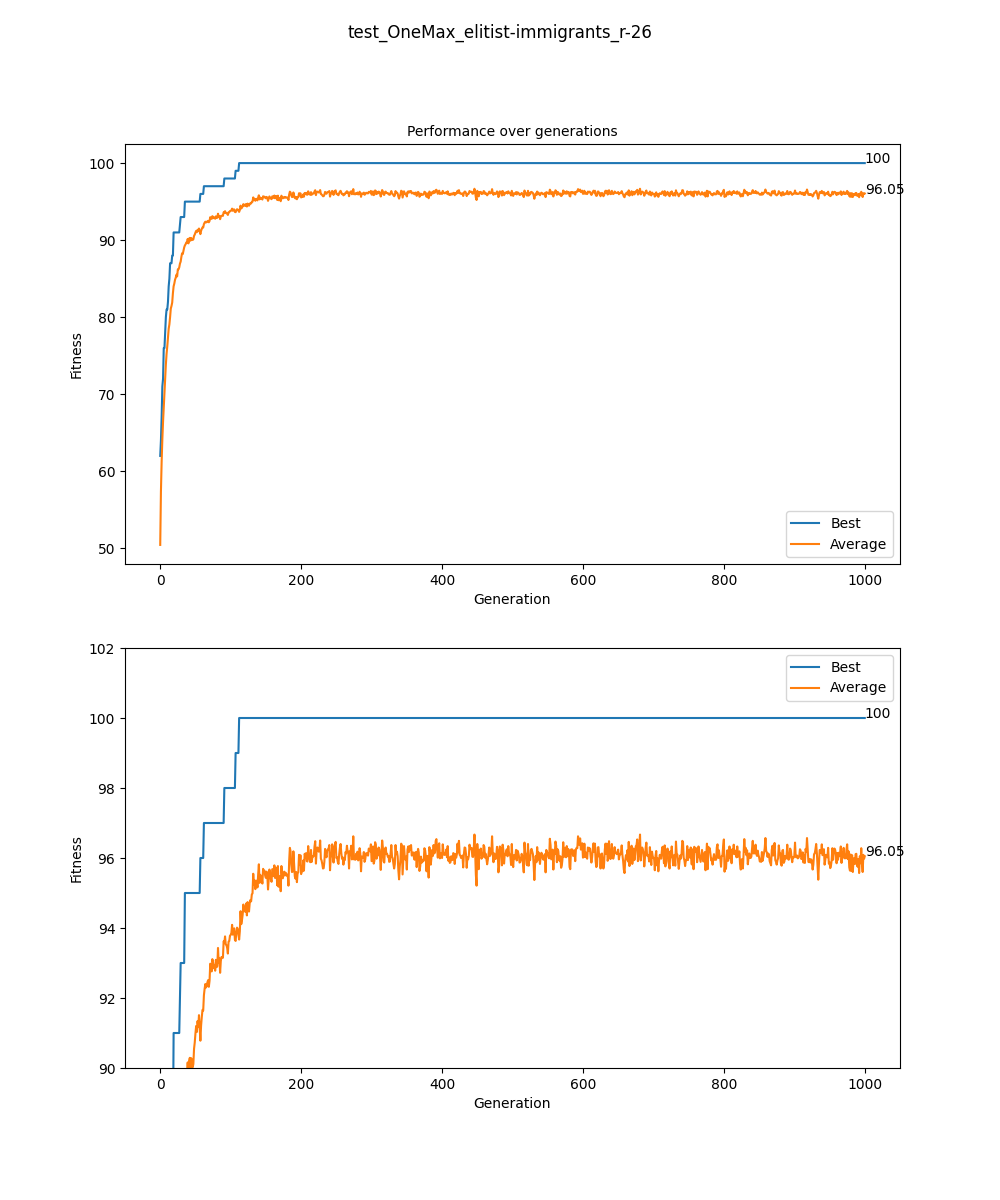 test_OneMax_elitist-immigrants_r-26
Performance over generations
100
90
80
70
60
50
Fitness
100
96.05
Best
Average
0 200 400 600 800 1000
Generation
102
100
98
96
94
92
90
Fitness
Best
Average
100
96.05
0 200 400 600 800 1000
Generation